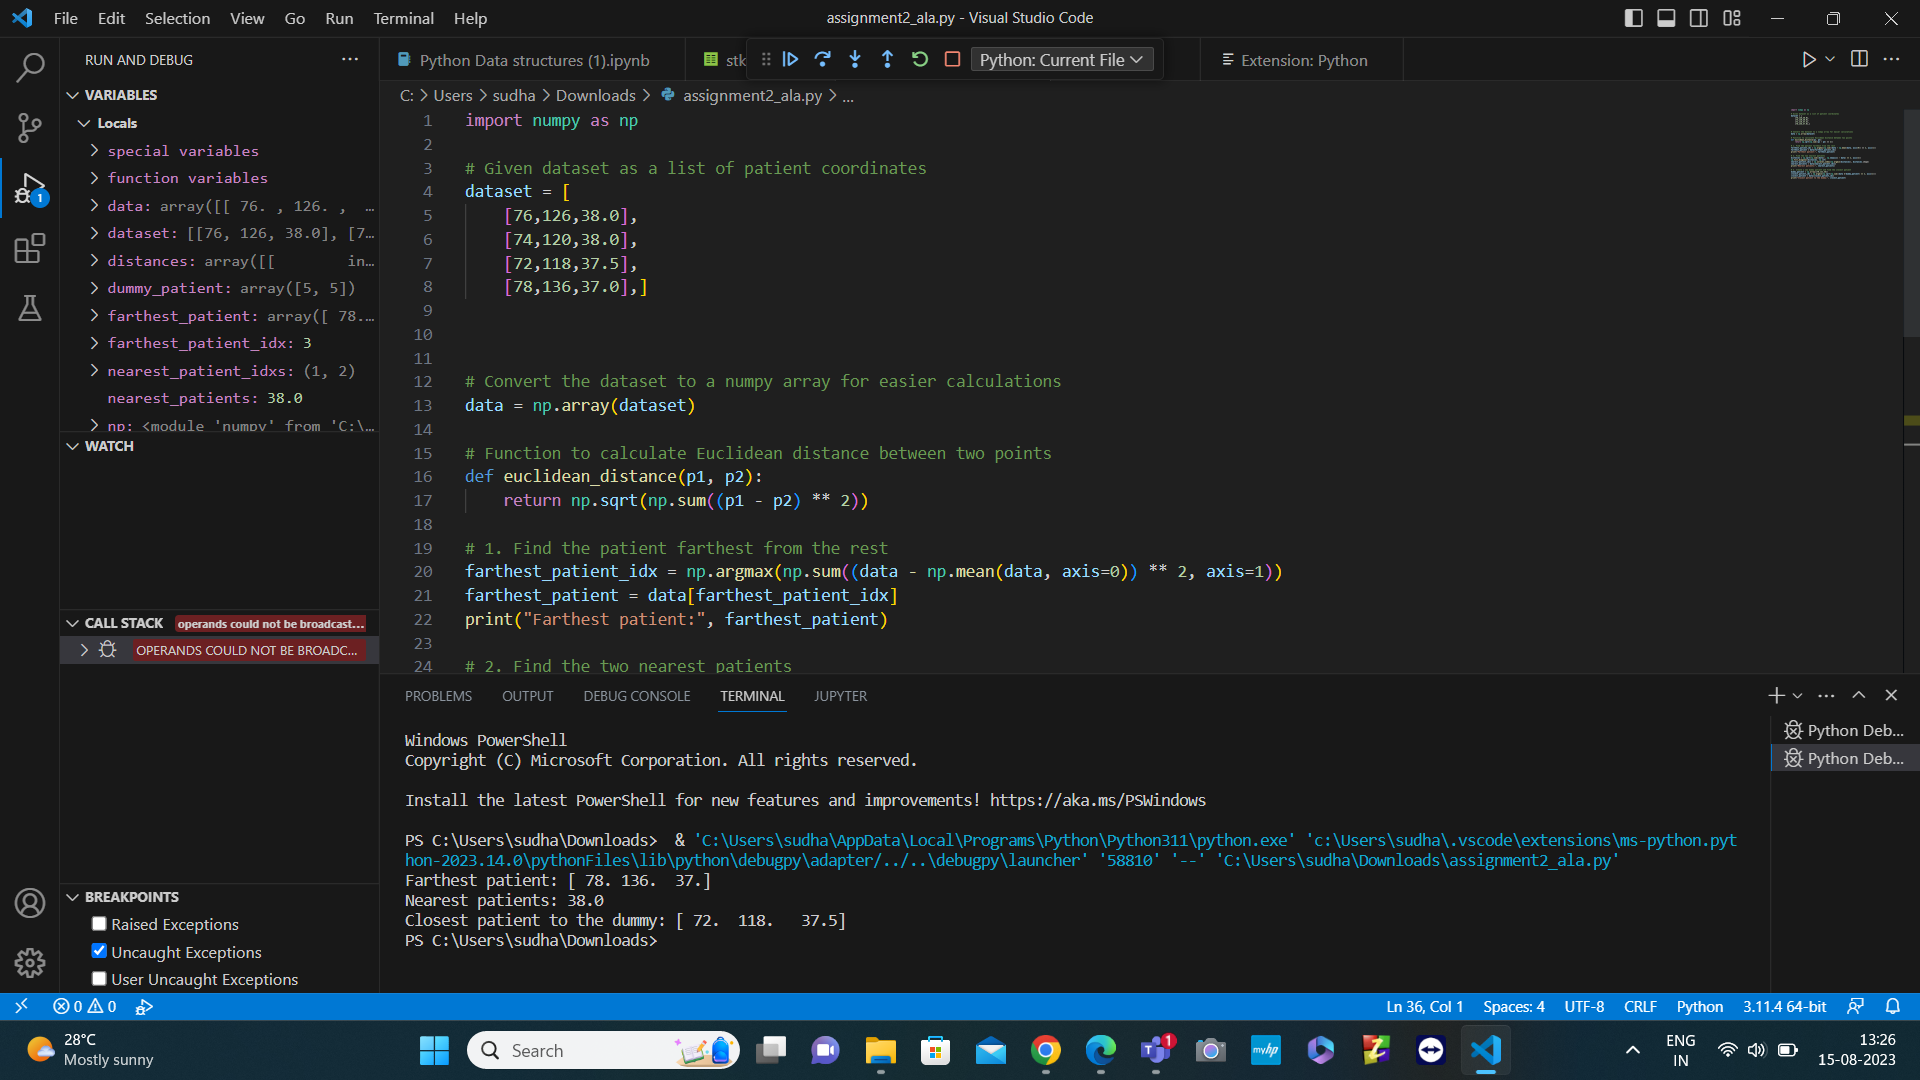 File Edit Selection View Go Run Terminal Help
assignment2_ala.py - Visual Studio Code
RUN AND DEBUG
VARIABLES
Locals
special variables
function variables
data: array([[ 76. , 126. , …
dataset: [[76, 126, 38.0], [7…
distances: array([[ in…
dummy_patient: array([5, 5])
farthest_patient: array([ 78.…
farthest_patient_idx: 3
nearest_patient_idxs: (1, 2)
nearest_patients: 38.0
np: <module 'numpy' from 'C:\…
WATCH
CALL STACK operands could not be broadcast...
OPERANDS COULD NOT BE BROADC...
BREAKPOINTS
Raised Exceptions
Uncaught Exceptions
User Uncaught Exceptions
Python Data structures (1).ipynb
stk
Python: Current File
Extension: Python
C: > Users > sudha > Downloads > assignment2_ala.py > ...
1 import numpy as np
2
3 # Given dataset as a list of patient coordinates
4 dataset = [
5 [76,126,38.0],
6 [74,120,38.0],
7 [72,118,37.5],
8 [78,136,37.0],]
9
10
11
12 # Convert the dataset to a numpy array for easier calculations
13 data = np.array(dataset)
14
15 # Function to calculate Euclidean distance between two points
16 def euclidean_distance(p1, p2):
17 return np.sqrt(np.sum((p1 - p2) ** 2))
18
19 # 1. Find the patient farthest from the rest
20 farthest_patient_idx = np.argmax(np.sum((data - np.mean(data, axis=0)) ** 2, axis=1))
21 farthest_patient = data[farthest_patient_idx]
22 print("Farthest patient:", farthest_patient)
23
24 # 2. Find the two nearest patients
PROBLEMS OUTPUT DEBUG CONSOLE TERMINAL JUPYTER
Windows PowerShell
Copyright (C) Microsoft Corporation. All rights reserved.
Install the latest PowerShell for new features and improvements! https://aka.ms/PSWindows
PS C:\Users\sudha\Downloads> & 'C:\Users\sudha\AppData\Local\Programs\Python\Python311\python.exe' 'c:\Users\sudha\.vscode\extensions\ms-python.pyt
hon-2023.14.0\pythonFiles\lib\python\debugpy\adapter/../..\debugpy\launcher' '58810' '--' 'C:\Users\sudha\Downloads\assignment2_ala.py'
Farthest patient: [ 78. 136. 37.]
Nearest patients: 38.0
Closest patient to the dummy: [ 72. 118. 37.5]
PS C:\Users\sudha\Downloads>
Python Deb...
Python Deb...
0 0
Ln 36, Col 1 Spaces: 4 UTF-8 CRLF Python 3.11.4 64-bit
28°C
Mostly sunny
Search
myhp
1
1
ENG
IN
13:26
15-08-2023